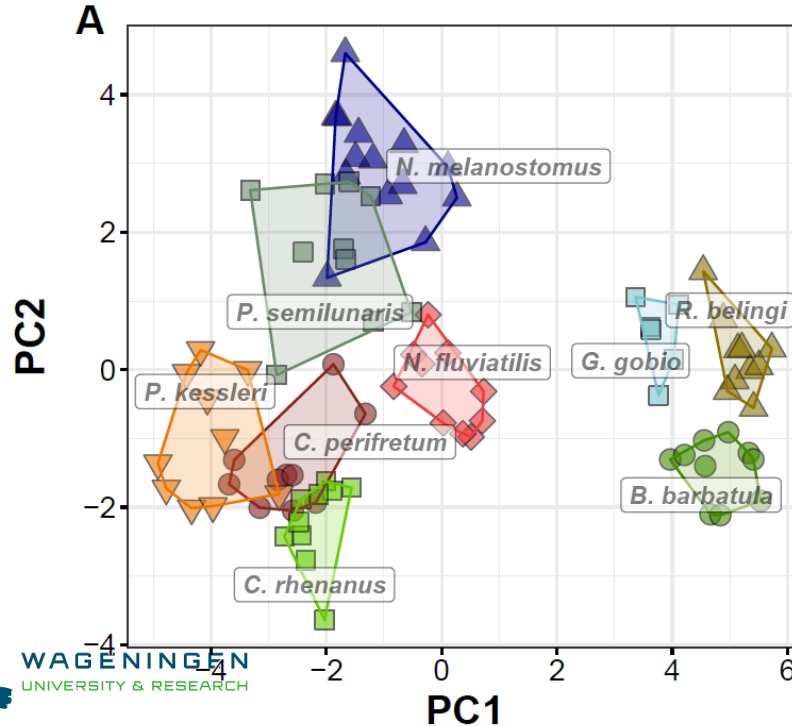 A
4
N. melanostomus
2
P. semilunaris
R. belingi
PC2
N. fluviatilis
G. gobio
0
P. kessleri
C. perifretum
−2
B. barbatula
C. rhenanus
−4
WAGENINGEN
UNIVERSITY & RESEARCH
−4 −2 0 2 4 6
PC1